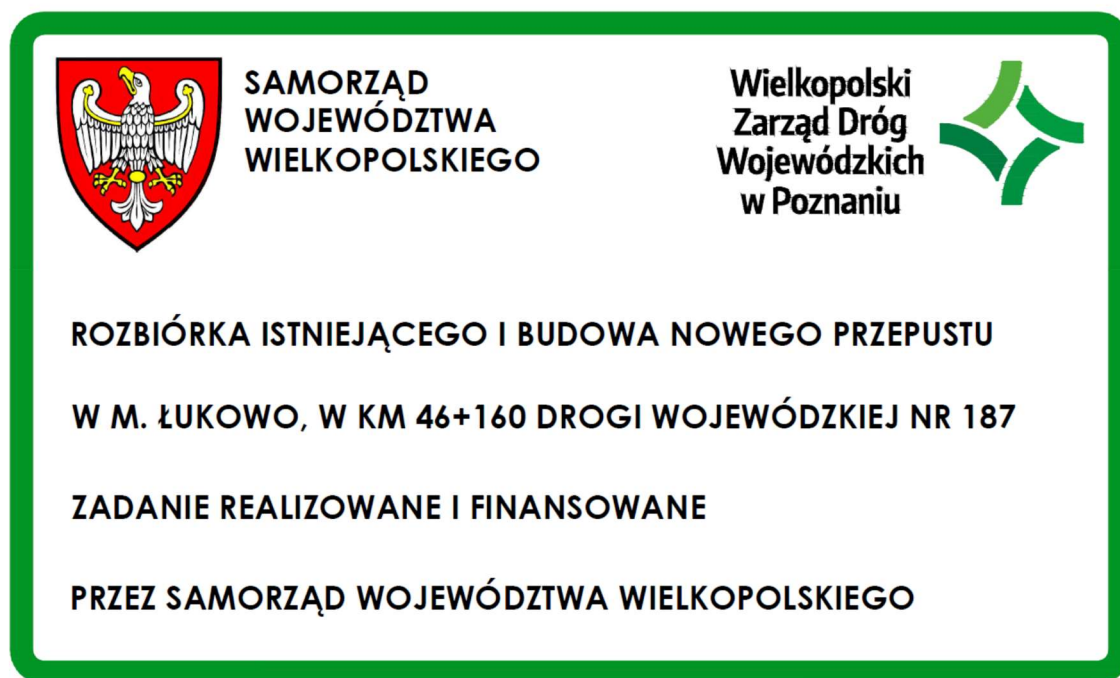 SAMORZĄD
WOJEWÓDZTWA
WIELKOPOLSKIEGO
Wielkopolski
Zarząd Dróg
Wojewódzkich
w Poznaniu
ROZBIÓRKA ISTNIEJĄCEGO I BUDOWA NOWEGO PRZEPUSTU
W M. ŁUKOWO, W KM 46+160 DROGI WOJEWÓDZKIEJ NR 187
ZADANIE REALIZOWANE I FINANSOWANE
PRZEZ SAMORZĄD WOJEWÓDZTWA WIELKOPOLSKIEGO